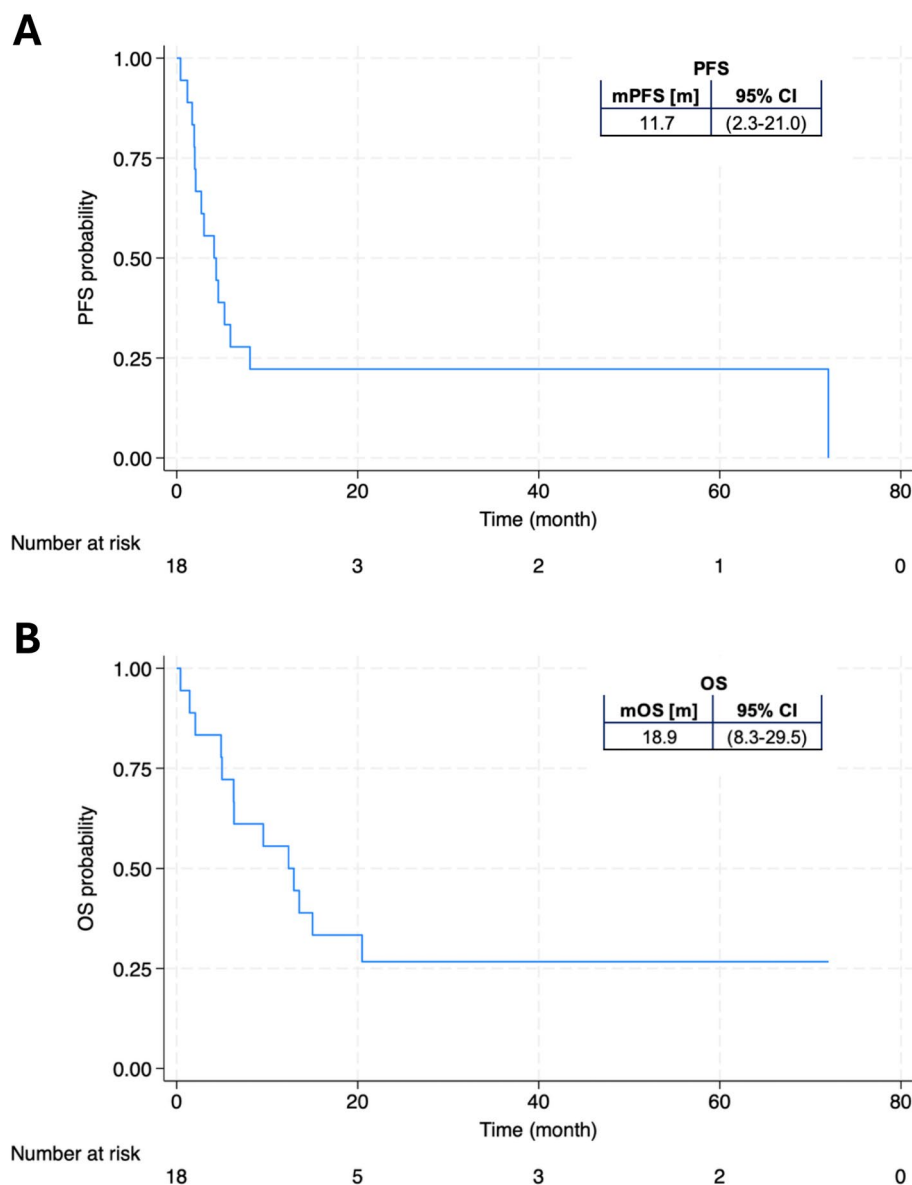 A
PFS
mPFS [m] 95% CI
11.7 (2.3-21.0)
1.00
0.75
0.50
0.25
0.00
PFS probability
0 20 40 60 80
Time (month)
Number at risk
18 3 2 1 0
B
OS
mOS [m] 95% CI
18.9 (8.3-29.5)
1.00
0.75
0.50
0.25
0.00
OS probability
0 20 40 60 80
Time (month)
Number at risk
18 5 3 2 0